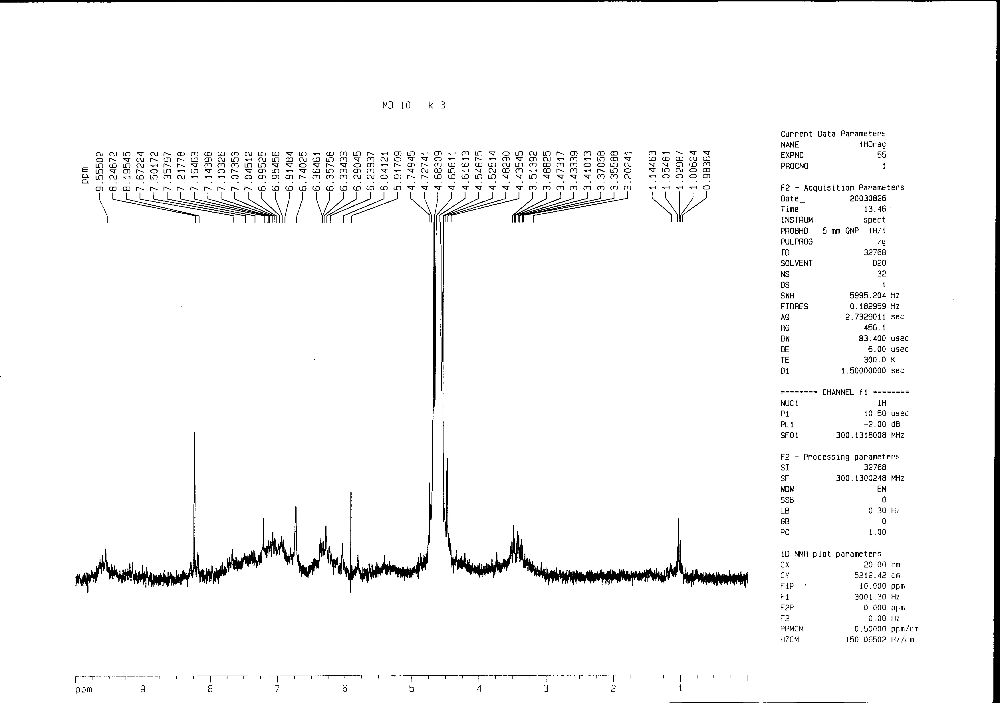 MD 10 - k 3
ppm
9.55502
8.24672
8.19545
7.67224
7.50172
7.35797
7.21778
7.16463
7.14398
7.10326
7.07353
7.04512
6.99525
6.95456
6.91484
6.74025
6.36461
6.35758
6.33433
6.29045
6.23837
6.04121
5.91709
4.74945
4.72741
4.68309
4.65611
4.61613
4.54875
4.52514
4.48290
4.43545
3.51392
3.48825
3.47317
3.43339
3.41013
3.37058
3.35588
3.20241
1.14463
1.05481
1.02987
1.00624
0.98364
Current Data Parameters
NAME 1HDrag
EXPNO 55
PROCNO 1
F2 - Acquisition Parameters
Date_ 20030826
Time 13.46
INSTRUM spect
PROBHD 5 mm QNP 1H/1
PULPROG zg
TD 32768
SOLVENT D2O
NS 32
DS 1
SWH 5995.204 Hz
FIDRES 0.182959 Hz
AQ 2.7329011 sec
RG 456.1
DW 83.400 usec
DE 6.00 usec
TE 300.0 K
D1 1.50000000 sec
======== CHANNEL f1 ========
NUC1 1H
P1 10.50 usec
PL1 -2.00 dB
SFO1 300.1318008 MHz
F2 - Processing parameters
SI 32768
SF 300.1300248 MHz
WDW EM
SSB 0
LB 0.30 Hz
GB 0
PC 1.00
1D NMR plot parameters
CX 20.00 cm
CY 5212.42 cm
F1P 10.000 ppm
F1 3001.30 Hz
F2P 0.000 ppm
F2 0.00 Hz
PPMCM 0.50000 ppm/cm
HZCM 150.06502 Hz/cm
ppm 9 8 7 6 5 4 3 2 1